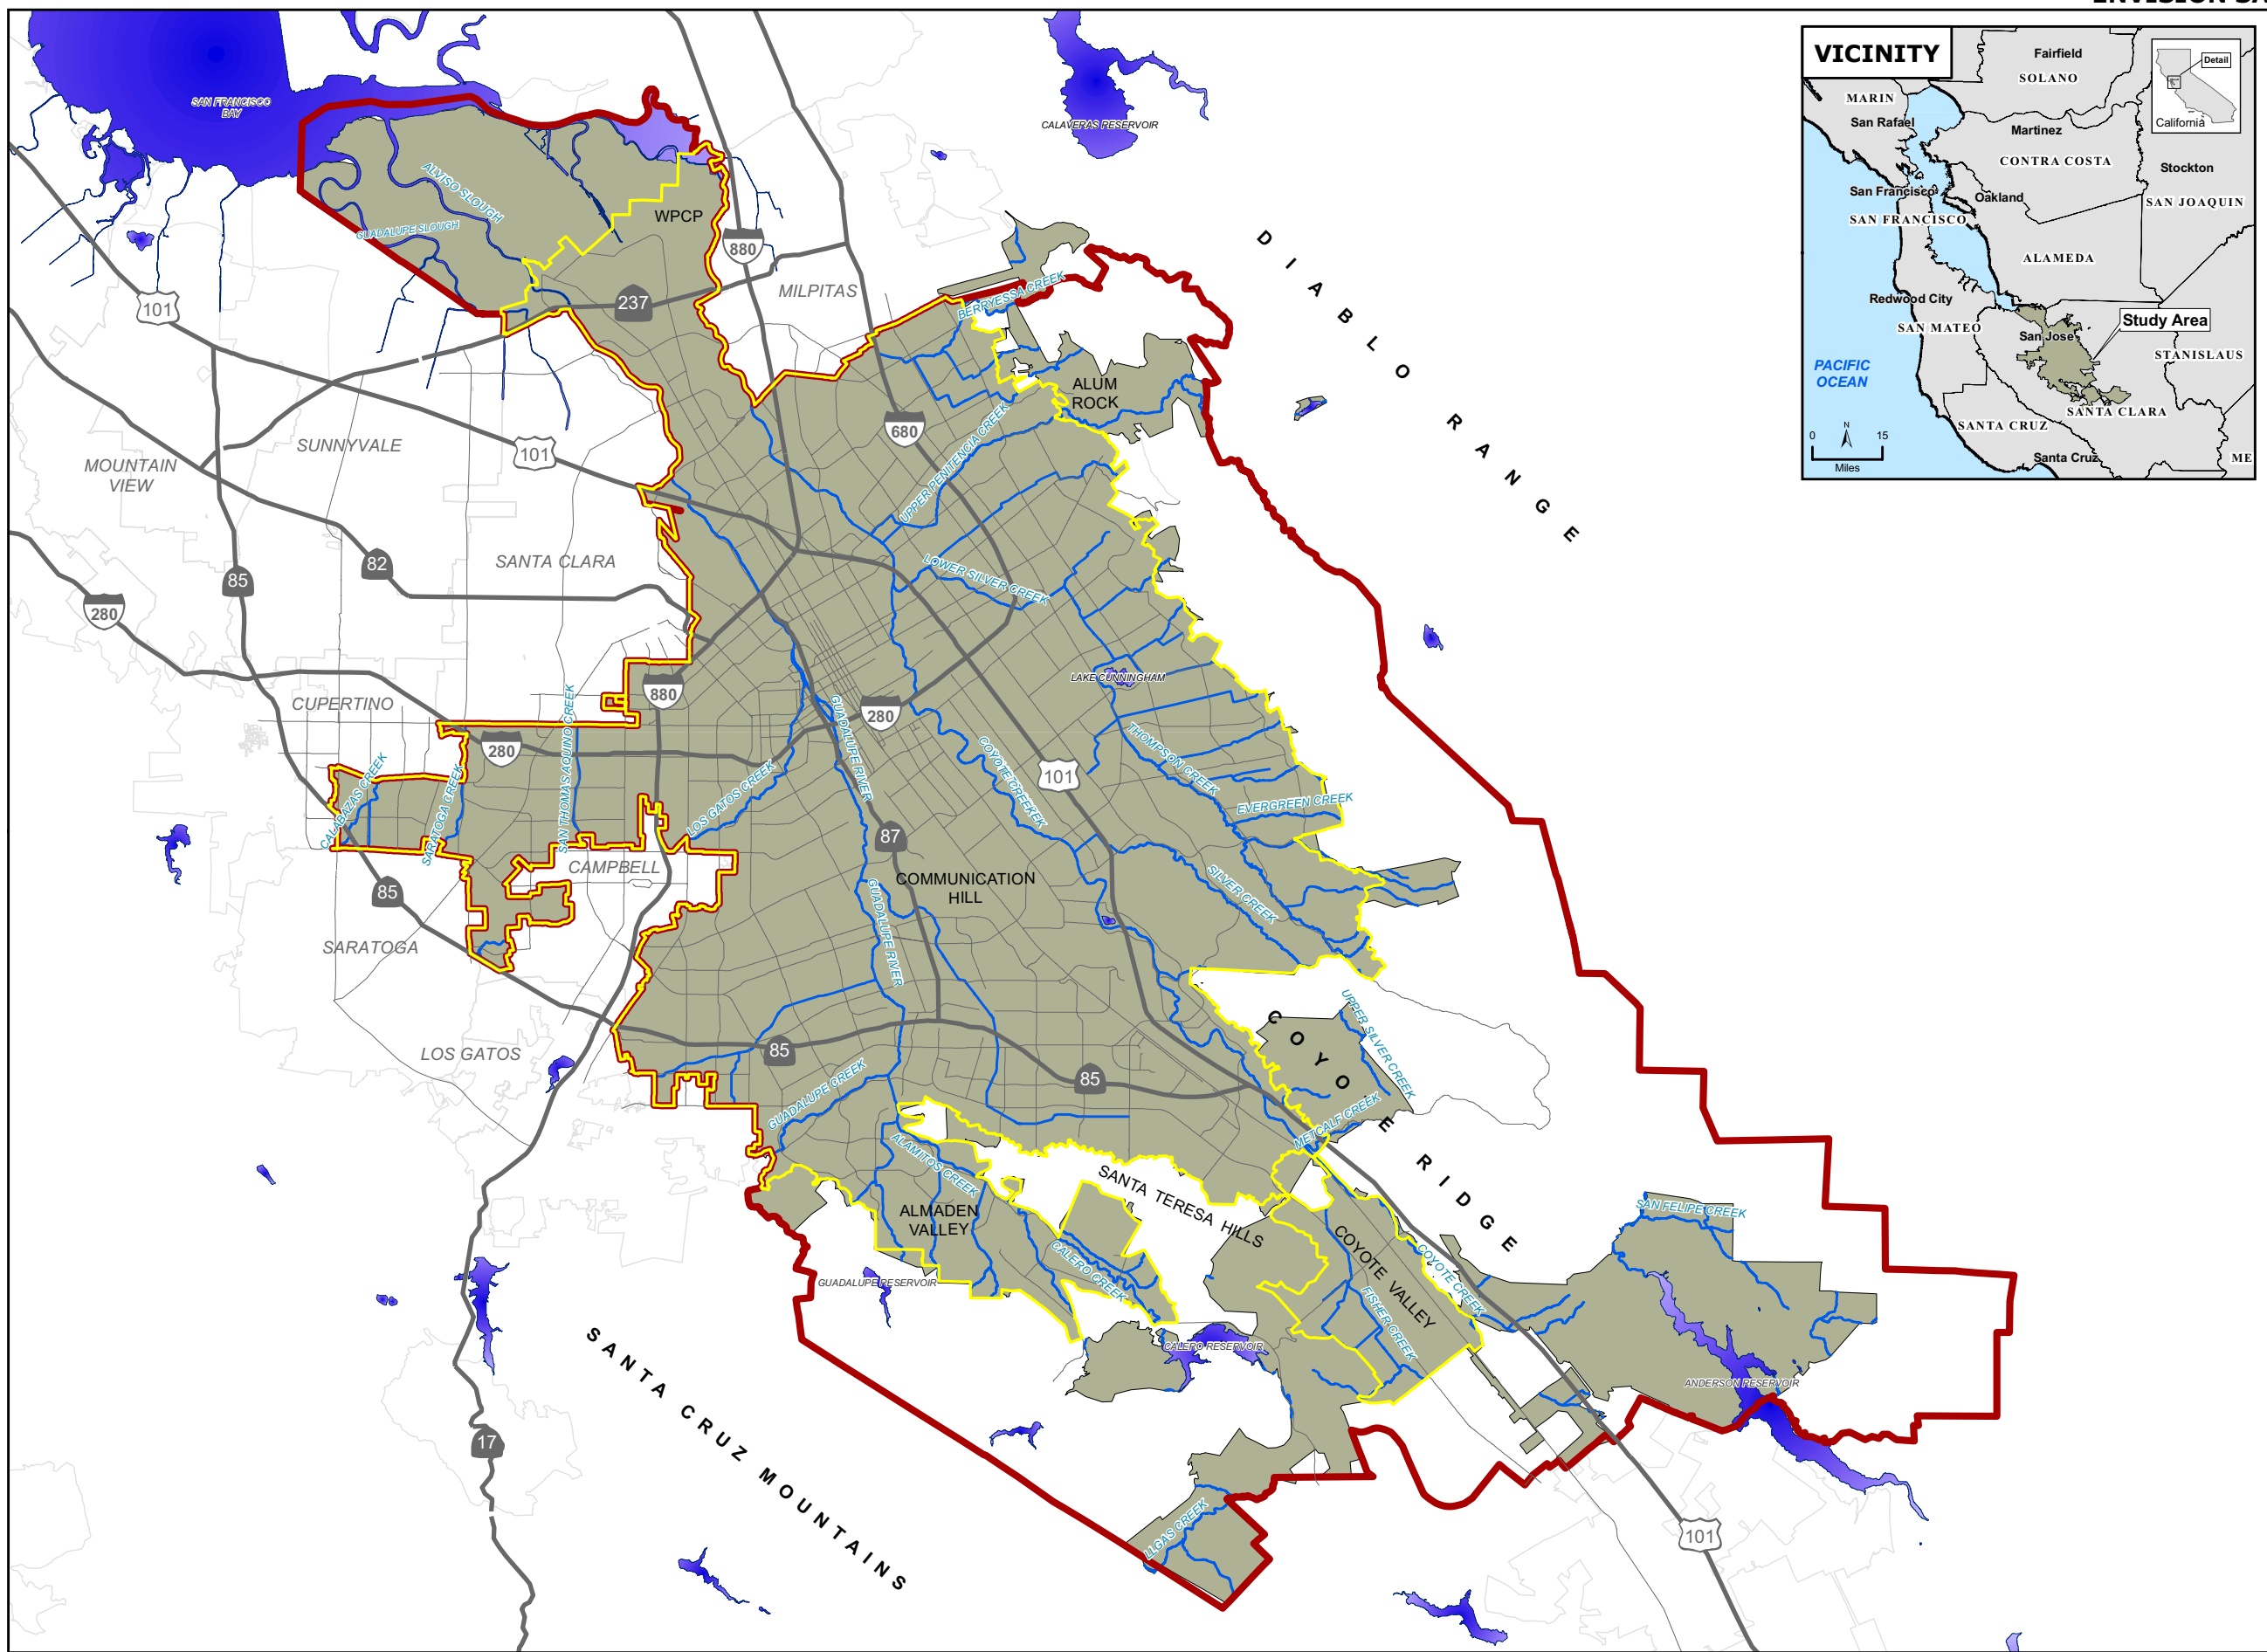 VICINITY
Fairfield
SOLANO
Detail
California
MARIN
San Rafael
Martinez
CONTRA COSTA
Stockton
San Francisco
Oakland
SAN FRANCISCO
SAN JOAQUIN
ALAMEDA
Redwood City
SAN MATEO
Study Area
San Jose
STANISLAUS
PACIFIC
OCEAN
SANTA CLARA
SANTA CRUZ
0
N
15
Miles
Santa Cruz
ME
SAN FRANCISCO
BAY
CALAVERAS RESERVOIR
ALVISO SLOUGH
GUADALUPE SLOUGH
WPCP
880
237
MILPITAS
DIABLO RANGE
101
BERRYESSA CREEK
ALUM
ROCK
680
UPPER PENITENCIA CREEK
SUNNYVALE
MOUNTAIN
VIEW
101
82
85
SANTA CLARA
280
LOWER SILVER CREEK
LAKE CUNNINGHAM
880
CUPERTINO
280
280
SAN THOMAS AQUINO CREEK
GUADALUPE RIVER
COYOTE CREEKEK
101
THOMPSON CREEK
EVERGREEN CREEK
CALABAZAS CREEK
SARATOGA CREEK
LOS GATOS CREEK
87
CAMPBELL
COMMUNICATION
HILL
85
SILVER CREEK
GUADALUPE RIVER
SARATOGA
LOS GATOS
85
85
COYOE RIDGE
UPPER SILVER CREEK
METCALF CREEK
GUADALUPE CREEK
ALAMITOS CREEK
SANTA TERESA HILLS
ALMADEN
VALLEY
CALERO CREEK
COYOTE VALLEY
COYOTE CREEK
FISHER CREEK
SAN FELIPE CREEK
GUADALUPE RESERVOIR
CALERO RESERVOIR
ANDERSON RESERVOIR
SANTA CRUZ MOUNTAINS
17
LLGAS CREEK
101